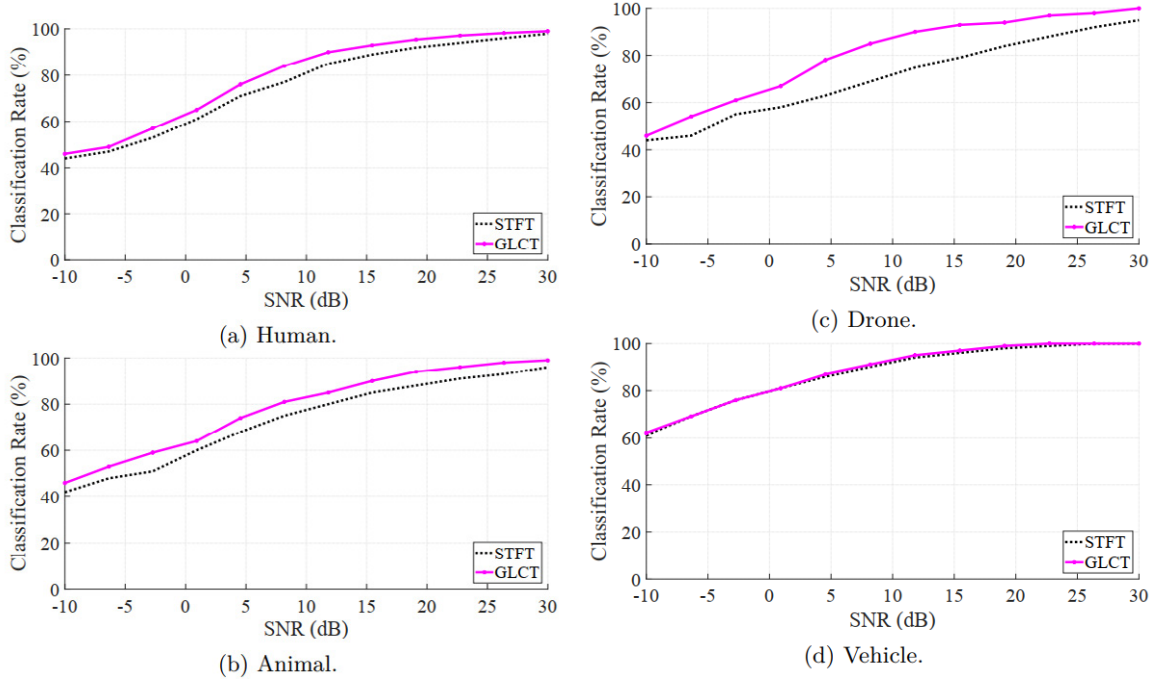 100
80
60
40
20
0
Classification Rate (%)
STFT
GLCT
-10 -5 0 5 10 15 20 25 30
SNR (dB)
(a) Human.
100
80
60
40
20
0
Classification Rate (%)
STFT
GLCT
-10 -5 0 5 10 15 20 25 30
SNR (dB)
(b) Animal.
100
80
60
40
20
0
Classification Rate (%)
STFT
GLCT
-10 -5 0 5 10 15 20 25 30
SNR (dB)
(c) Drone.
100
80
60
40
20
0
Classification Rate (%)
STFT
GLCT
-10 -5 0 5 10 15 20 25 30
SNR (dB)
(d) Vehicle.